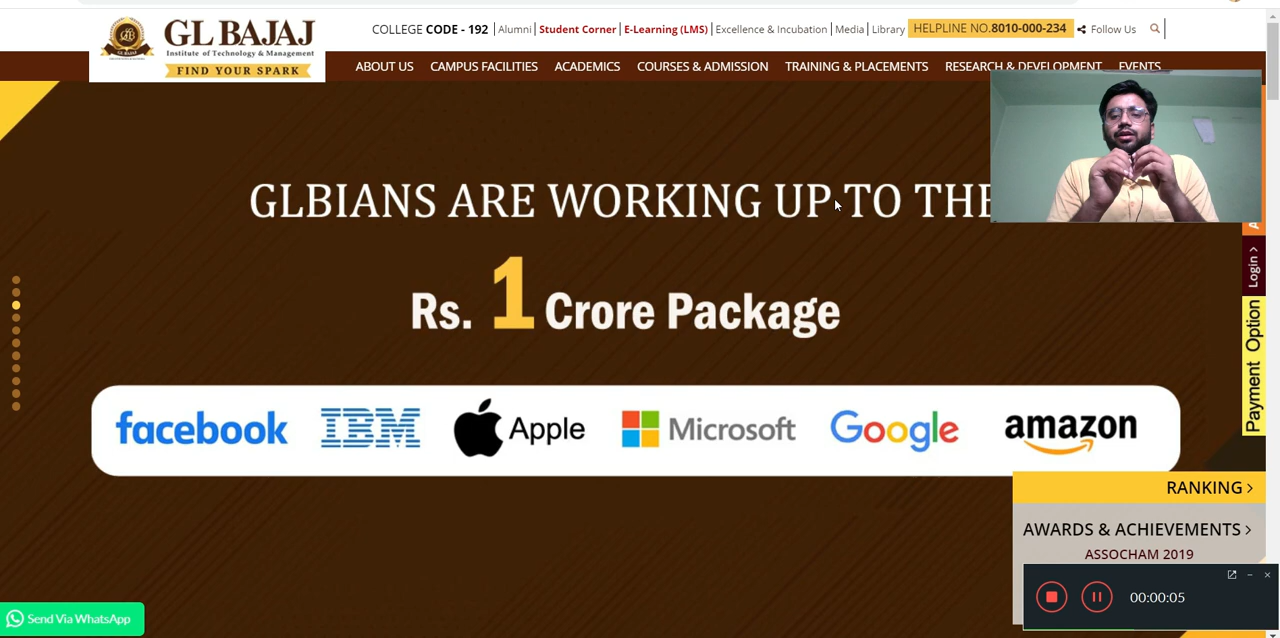 GL BAJAJ
Institute of Technology & Management
FIND YOUR SPARK
COLLEGE CODE - 192 | Alumni | Student Corner | E-Learning (LMS) | Excellence & Incubation | Media | Library HELPLINE NO.8010-000-234 Follow Us
ABOUT US CAMPUS FACILITIES ACADEMICS COURSES & ADMISSION TRAINING & PLACEMENTS RESEARCH & DEVELOPMENT EVENTS
GLBIANS ARE WORKING UP TO THE
Rs. 1 Crore Package
facebook IBM Apple Microsoft Google amazon
Login >
Payment Option
RANKING >
AWARDS & ACHIEVEMENTS >
ASSOCHAM 2019
00:00:05
Send Via WhatsApp